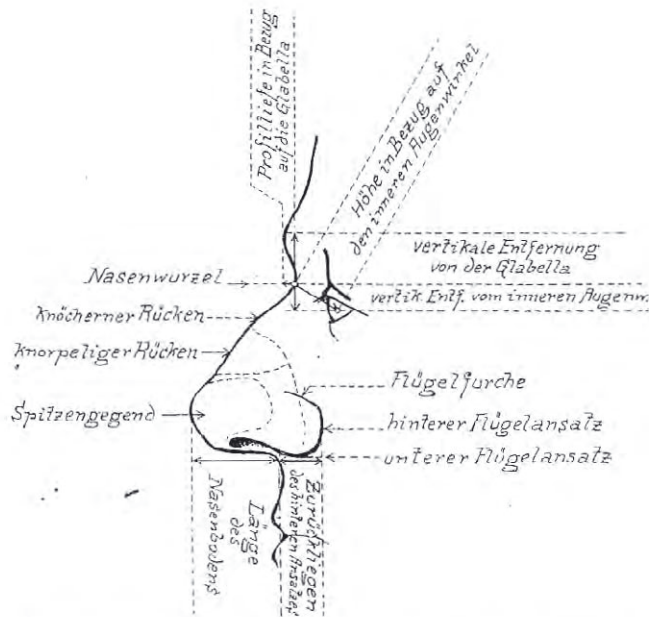 Profiltiefe in Bezug
auf die Glabella
Höhe in Bezug auf
den inneren Augenwinkel
vertikale Entfernung
von der Glabella
Nasenwurzel
vertik. Entf. vom inneren Augenw.
knöcherner Rücken
knorpeliger Rücken
Flügelfurche
Spitzengegend
hinterer Flügelansatz
unterer Flügelansatz
Länge
des
Nasenbodens
Zurückliegen
des hinteren Ansatzes